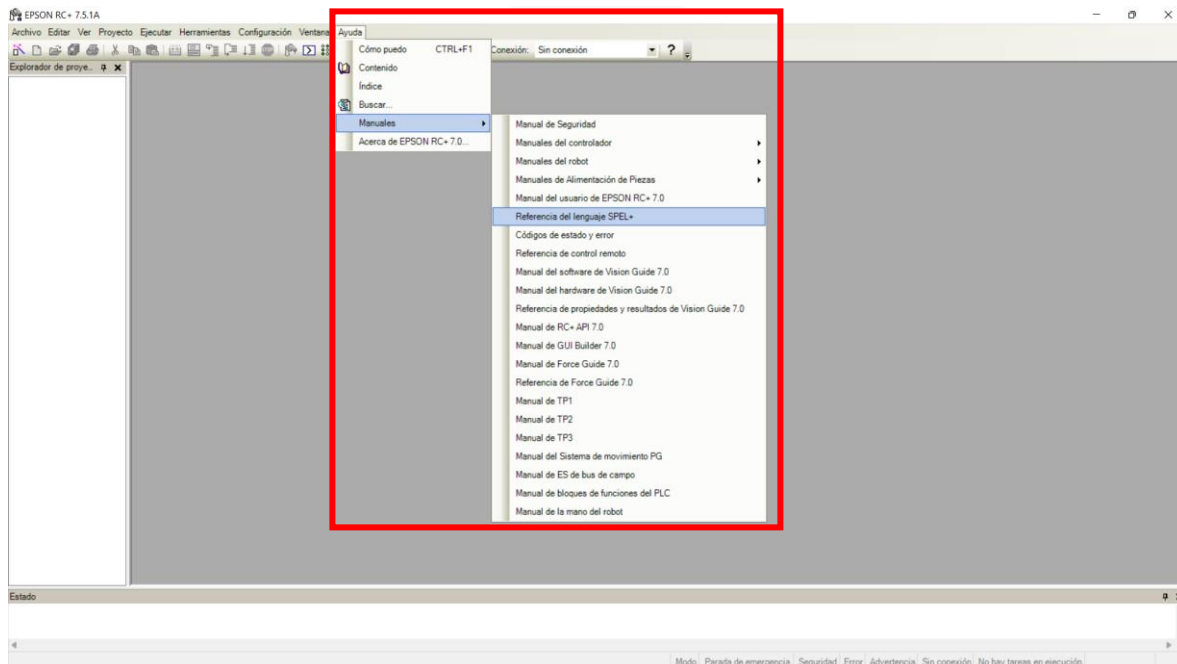 EPSON RC+ 7.5.1A
Archivo Editar Ver Proyecto Ejecutar Herramientas Configuración Ventana Ayuda
Conexión: Sin conexión
Explorador de proye..
Cómo puedo CTRL+F1
Contenido
Índice
Buscar...
Manuales
Acerca de EPSON RC+ 7.0...
Manual de Seguridad
Manuales del controlador
Manuales del robot
Manuales de Alimentación de Piezas
Manual del usuario de EPSON RC+ 7.0
Referencia del lenguaje SPEL+
Códigos de estado y error
Referencia de control remoto
Manual del software de Vision Guide 7.0
Manual del hardware de Vision Guide 7.0
Referencia de propiedades y resultados de Vision Guide 7.0
Manual de RC+ API 7.0
Manual de GUI Builder 7.0
Manual de Force Guide 7.0
Referencia de Force Guide 7.0
Manual de TP1
Manual de TP2
Manual de TP3
Manual del Sistema de movimiento PG
Manual de ES de bus de campo
Manual de bloques de funciones del PLC
Manual de la mano del robot
Estado
Modo Parada de emergencia Seguridad Error Advertencia Sin conexión No hay tareas en ejecución